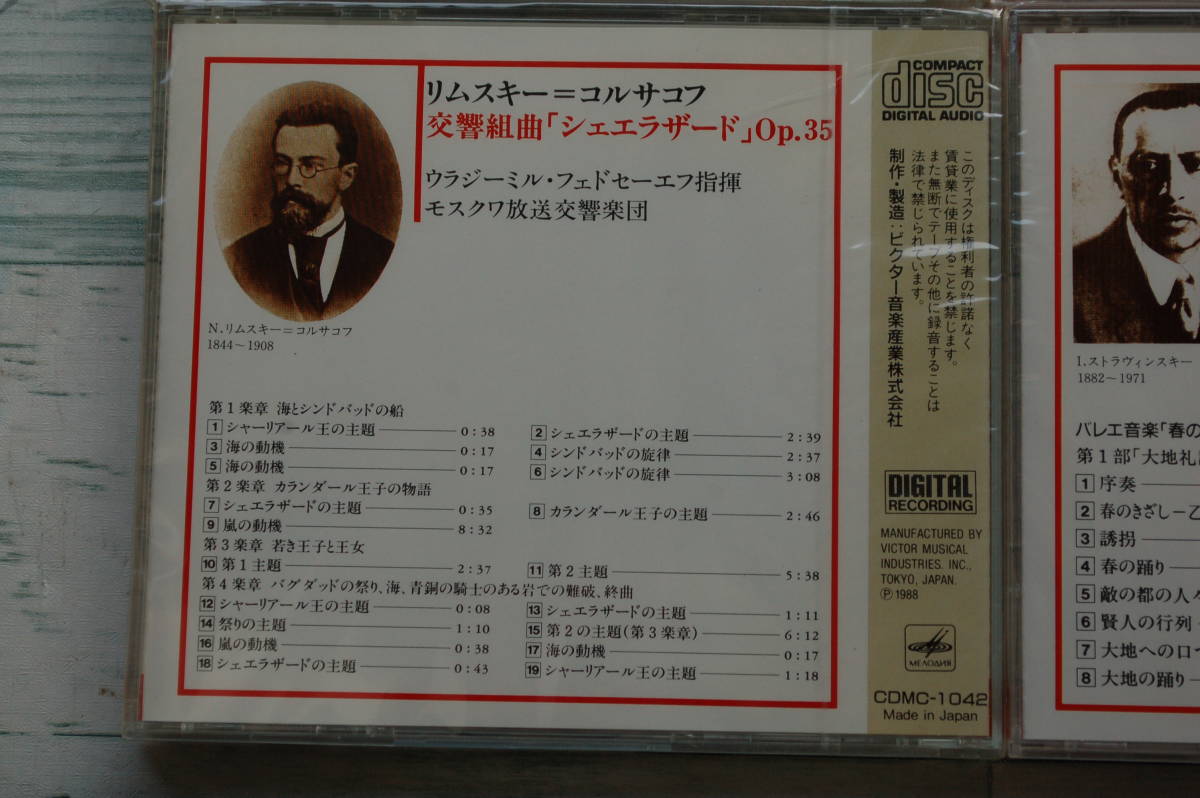 リムスキー＝コルサコフ
交響組曲「シェエラザード」Op.35
ウラジーミル・フェドセーエフ指揮
モスクワ放送交響楽団
N.リムスキー＝コルサコフ
1844～1908
第1楽章 海とシンドバッドの船
1 シャーリアール王の主題 0:38
2 シェエラザードの主題 2:39
3 海の動機 0:17
4 シンドバッドの旋律 2:37
5 海の動機 0:17
6 シンドバッドの旋律 3:08
第2楽章 カランダール王子の物語
7 シェエラザードの主題 0:35
8 カランダール王子の主題 2:46
9 嵐の動機 8:32
第3楽章 若き王子と王女
10 第1主題 2:37
11 第2主題 5:38
第4楽章 バグダッドの祭り、海、青銅の騎士のある岩での難破、終曲
12 シャーリアール王の主題 0:08
13 シェエラザードの主題 1:11
14 祭りの主題 1:10
15 第2の主題(第3楽章) 6:12
16 嵐の動機 0:38
17 海の動機 0:17
18 シェエラザードの主題 0:43
19 シャーリアール王の主題 1:18
COMPACT
disc
DIGITAL AUDIO
このディスクは権利者の許諾なく
賃貸業に使用することを禁じます。
また無断でテープその他に録音することは
法律で禁じられています。
制作・製造：ビクター音楽産業株式会社
DIGITAL
RECORDING
MANUFACTURED BY
VICTOR MUSICAL
INDUSTRIES. INC.,
TOKYO, JAPAN.
Ⓟ1988
МЕЛОДИЯ
CDMC-1042
Made in Japan
I.ストラヴィンスキー
1882～1971
バレエ音楽「春の
第1部「大地礼
1 序奏
2 春のきざし－乙
3 誘拐
4 春の踊り
5 敵の都の人々
6 賢人の行列
7 大地への口づ
8 大地の踊り